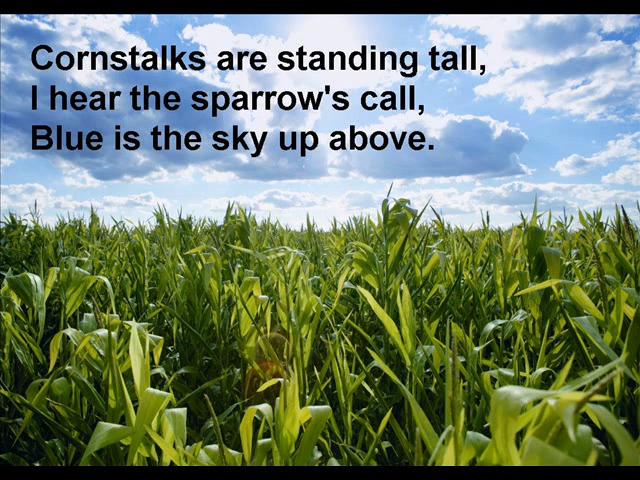 Cornstalks are standing tall,
I hear the sparrow's call,
Blue is the sky up above.